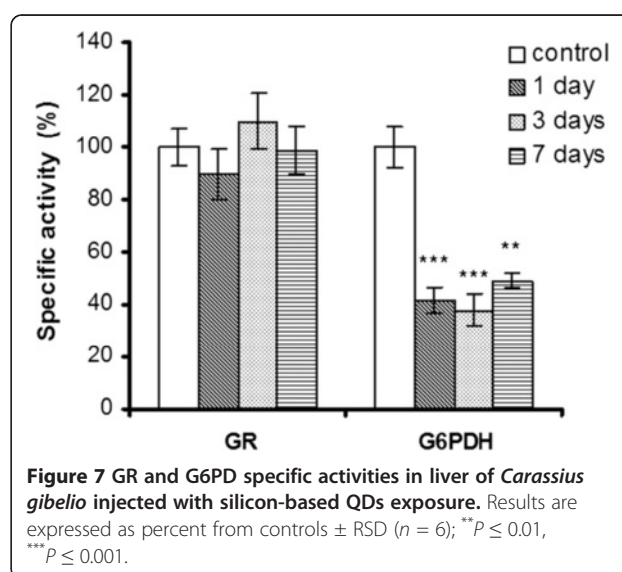 140
120
100
80
60
40
20
0
Specific activity (%)
control
1 day
3 days
7 days
*** *** **
GR G6PDH
Figure 7 GR and G6PD specific activities in liver of Carassius
gibelio injected with silicon-based QDs exposure. Results are
expressed as percent from controls ± RSD (n = 6); **P ≤ 0.01,
***P ≤ 0.001.